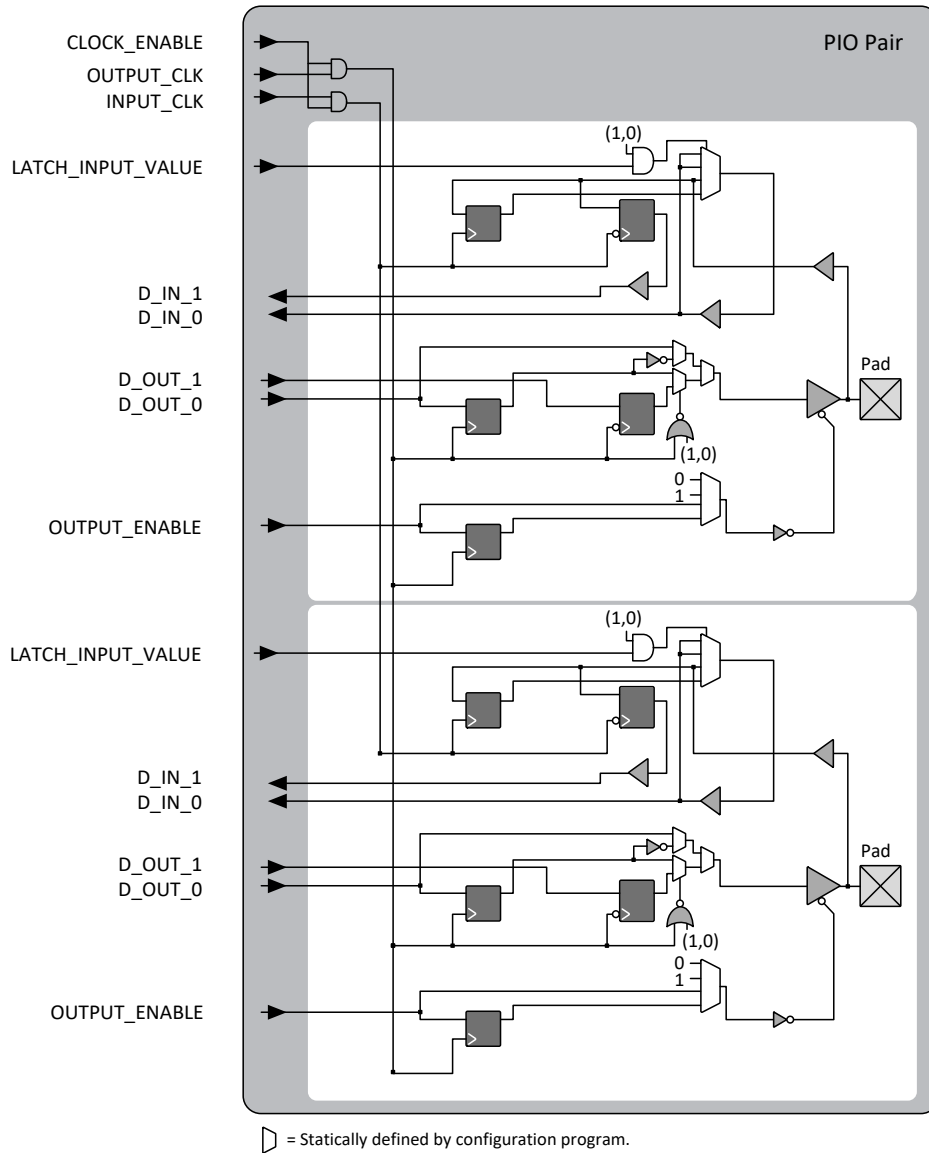 CLOCK_ENABLE
PIO Pair
OUTPUT_CLK
INPUT_CLK
(1,0)
LATCH_INPUT_VALUE
D_IN_1
D_IN_0
D_OUT_1
Pad
D_OUT_0
(1,0)
0
1
OUTPUT_ENABLE
(1,0)
LATCH_INPUT_VALUE
D_IN_1
D_IN_0
D_OUT_1
Pad
D_OUT_0
(1,0)
0
1
OUTPUT_ENABLE
= Statically defined by configuration program.